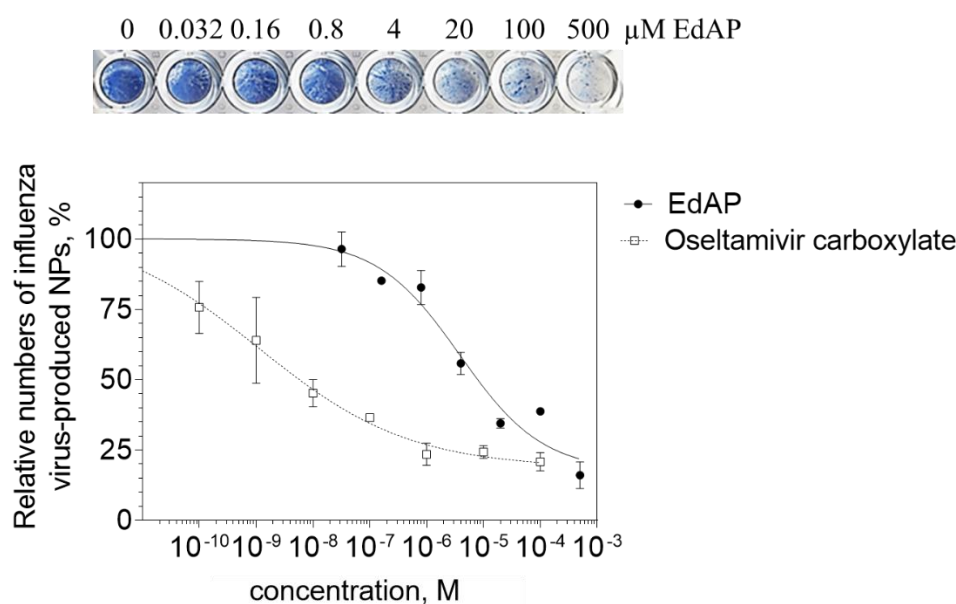 0 0.032 0.16 0.8 4 20 100 500 μM EdAP
Relative numbers of influenza
virus-produced NPs, %
100
75
50
25
0
10⁻¹⁰ 10⁻⁹ 10⁻⁸ 10⁻⁷ 10⁻⁶ 10⁻⁵ 10⁻⁴ 10⁻³
concentration, M
EdAP
Oseltamivir carboxylate